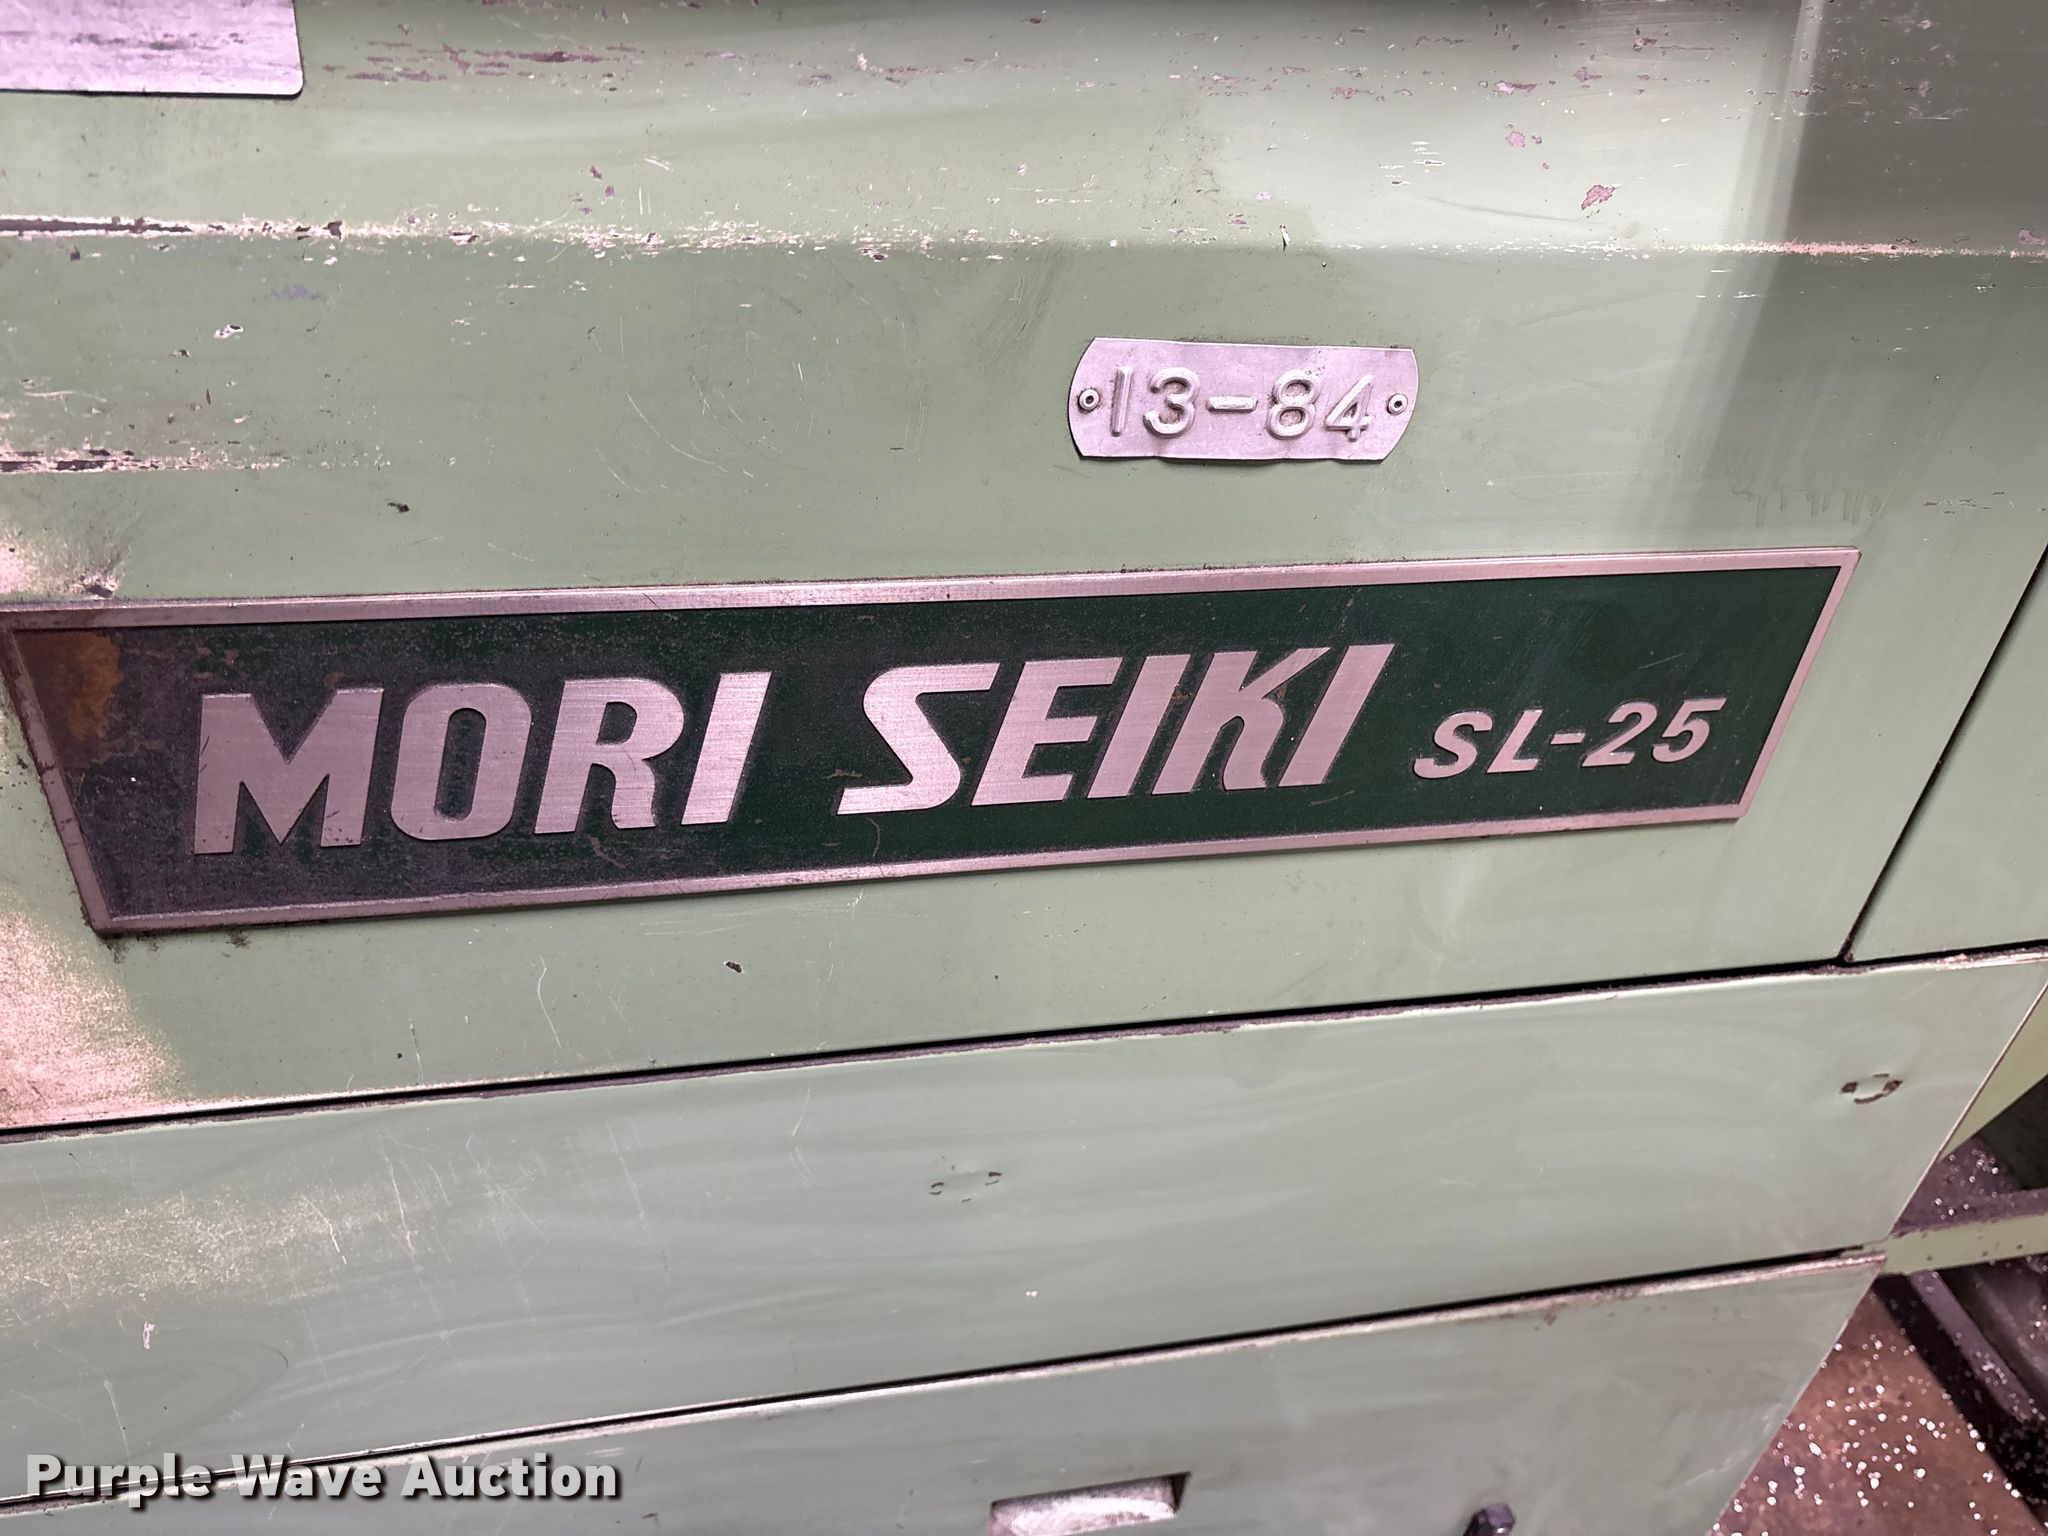 13-84
MORI SEIKI SL-25
Purple Wave Auction